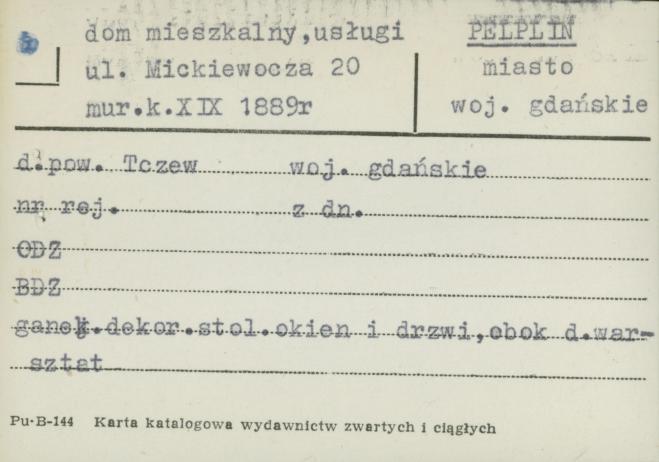 dom mieszkalny,usługi
ul. Mickiewocza 20
mur.k.XIX 1889r
PELPLIN
miasto
woj. gdańskie
d.pow. Tczew woj. gdańskie
nr rej. z dn.
ODZ
BDZ
ganek.dekor.stol.okien i drzwi,obok d.war-
sztat
Pu-B-144 Karta katalogowa wydawnictw zwartych i ciągłych